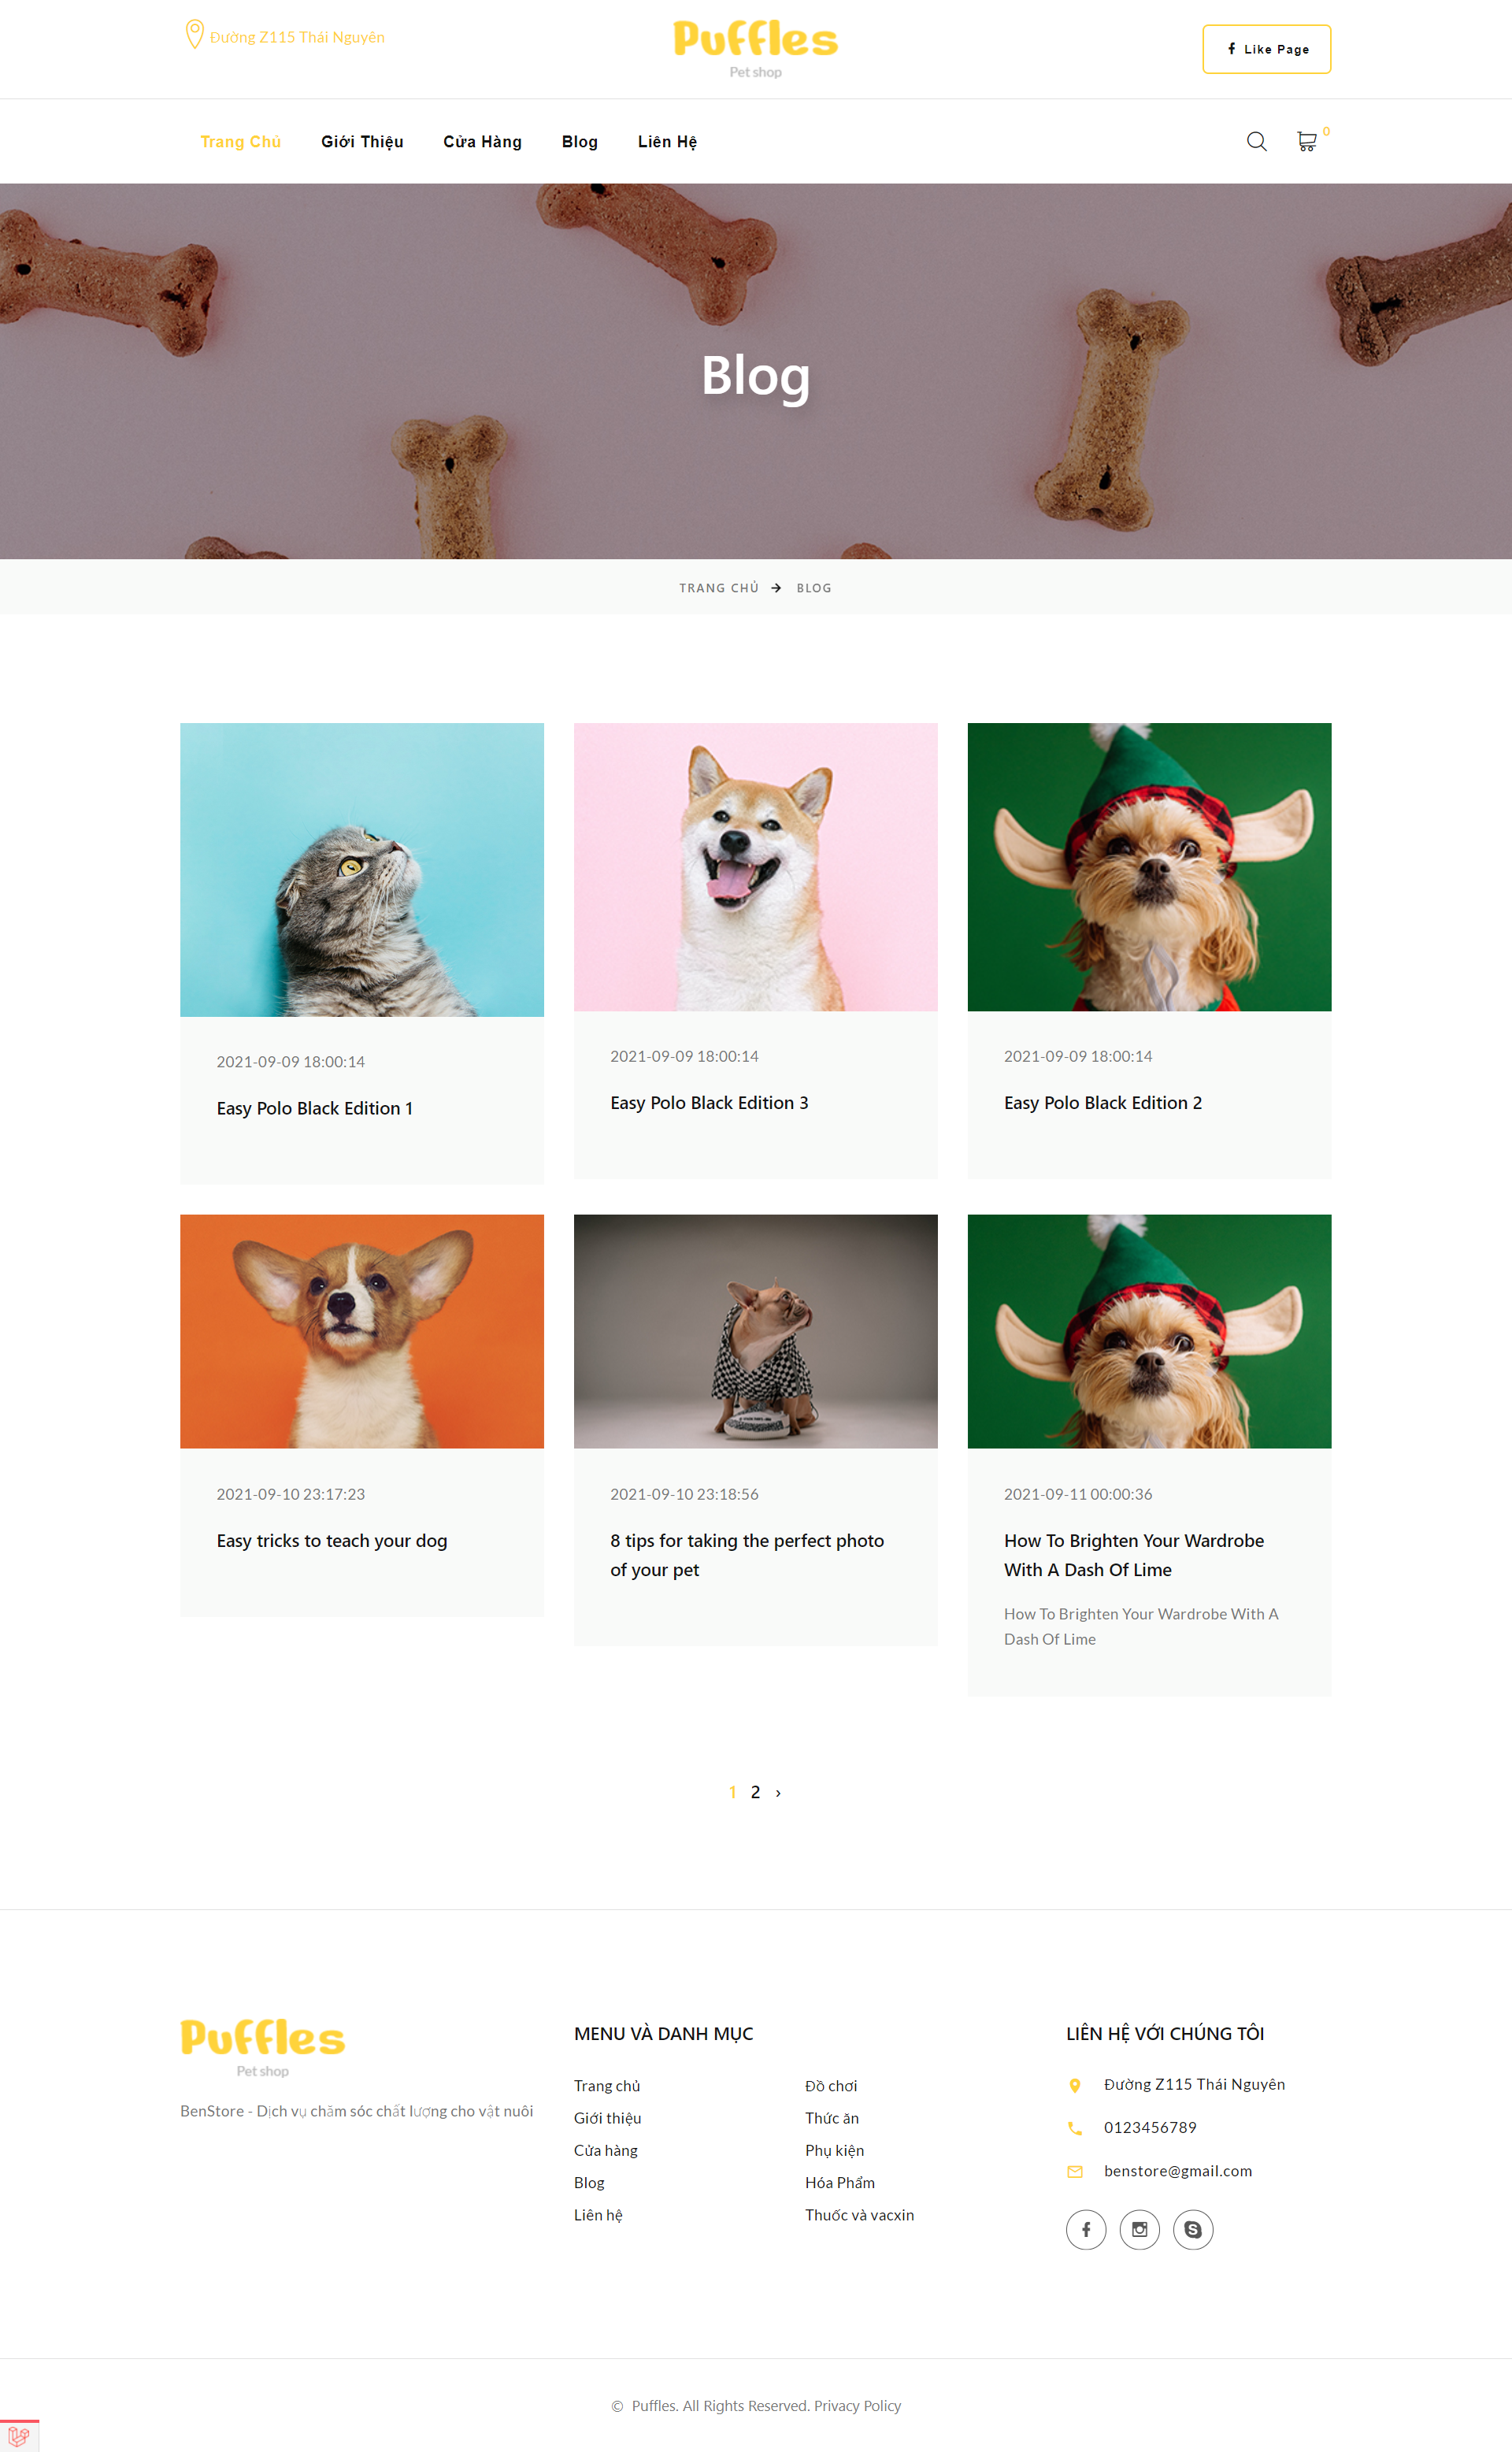 Đường Z115 Thái Nguyên
Puffles
Pet shop
Like Page
Trang Chủ
Giới Thiệu
Cửa Hàng
Blog
Liên Hệ
0
Blog
TRANG CHỦ
BLOG
2021-09-09 18:00:14
Easy Polo Black Edition 1
2021-09-09 18:00:14
Easy Polo Black Edition 3
2021-09-09 18:00:14
Easy Polo Black Edition 2
2021-09-10 23:17:23
Easy tricks to teach your dog
2021-09-10 23:18:56
8 tips for taking the perfect photo
of your pet
2021-09-11 00:00:36
How To Brighten Your Wardrobe
With A Dash Of Lime
How To Brighten Your Wardrobe With A
Dash Of Lime
1 2 ›
Puffles
Pet shop
BenStore - Dịch vụ chăm sóc chất lượng cho vật nuôi
MENU VÀ DANH MỤC
Trang chủ
Giới thiệu
Cửa hàng
Blog
Liên hệ
Đồ chơi
Thức ăn
Phụ kiện
Hóa Phẩm
Thuốc và vacxin
LIÊN HỆ VỚI CHÚNG TÔI
Đường Z115 Thái Nguyên
0123456789
benstore@gmail.com
© Puffles. All Rights Reserved. Privacy Policy